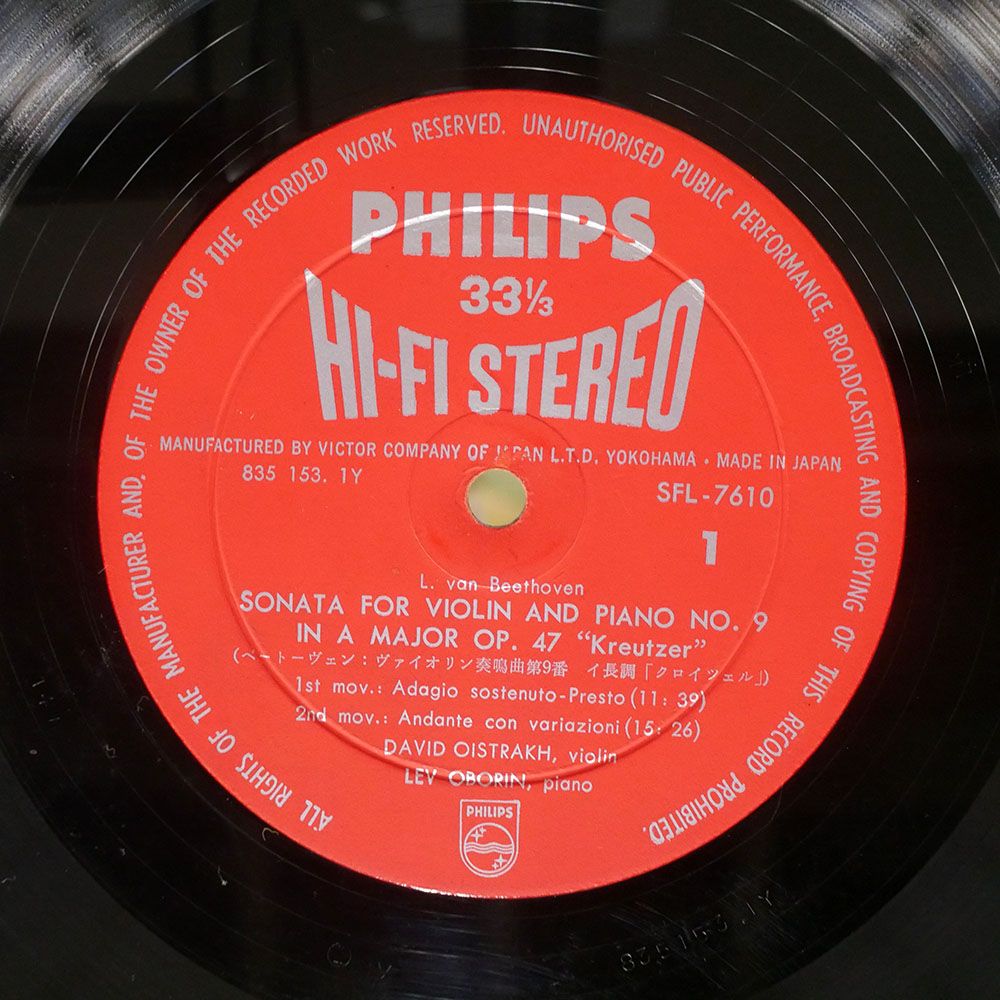 ALL RIGHTS OF THE MANUFACTURER AND, OF THE OWNER OF THE RECORDED WORK RESERVED. UNAUTHORISED PUBLIC PERFORMANCE, BROADCASTING AND COPYING OF THIS RECORD PROHIBITED.
PHILIPS
33⅓
HI-FI STEREO
MANUFACTURED BY VICTOR COMPANY OF JAPAN L.T.D. YOKOHAMA • MADE IN JAPAN
835 153. 1Y
SFL-7610
1
L. van Beethoven
SONATA FOR VIOLIN AND PIANO NO. 9
IN A MAJOR OP. 47 "Kreutzer"
(ベートーヴェン：ヴァイオリン奏鳴曲第9番 イ長調「クロイツェル」)
1st mov.: Adagio sostenuto-Presto (11: 39)
2nd mov.: Andante con variazioni (15: 26)
DAVID OISTRAKH, violin
LEV OBORIN, piano
PHILIPS